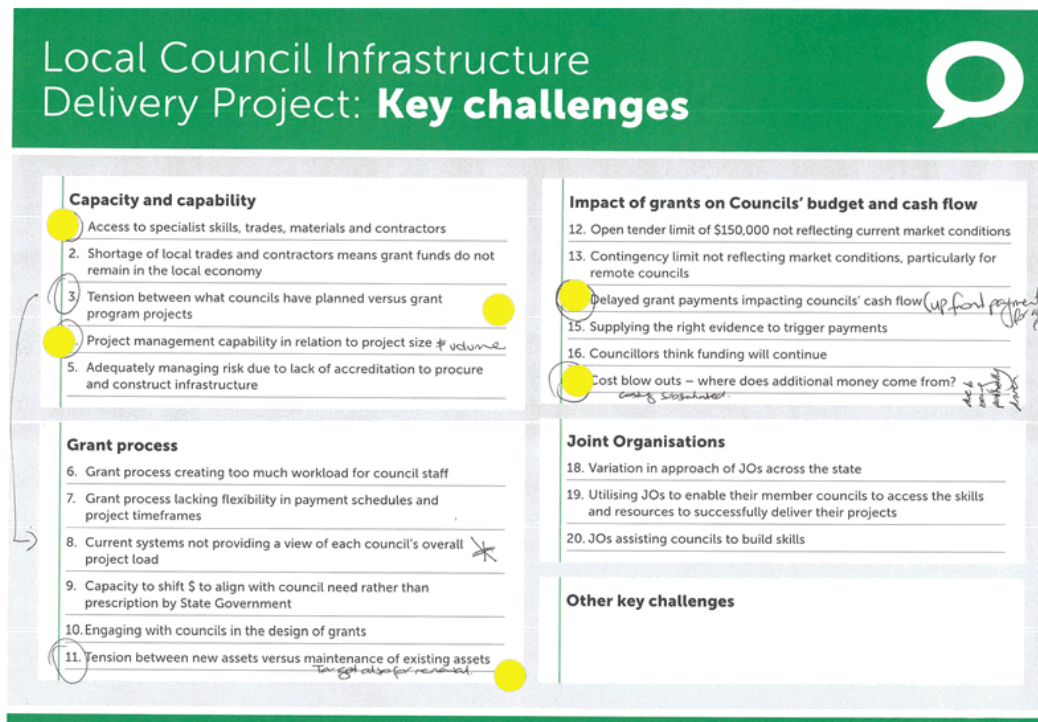 Local Council Infrastructure
Delivery Project: Key challenges
Capacity and capability
Access to specialist skills, trades, materials and contractors
2. Shortage of local trades and contractors means grant funds do not
remain in the local economy
3. Tension between what councils have planned versus grant
program projects
Project management capability in relation to project size & volume
5. Adequately managing risk due to lack of accreditation to procure
and construct infrastructure
Grant process
6. Grant process creating too much workload for council staff
7. Grant process lacking flexibility in payment schedules and
project timeframes
8. Current systems not providing a view of each council's overall
project load
9. Capacity to shift $ to align with council need rather than
prescription by State Government
10. Engaging with councils in the design of grants
11. Tension between new assets versus maintenance of existing assets
Target also for renewal.
Impact of grants on Councils' budget and cash flow
12. Open tender limit of $150,000 not reflecting current market conditions
13. Contingency limit not reflecting market conditions, particularly for
remote councils
Delayed grant payments impacting councils' cash flow (up front payment
15. Supplying the right evidence to trigger payments
16. Councillors think funding will continue
Cost blow outs – where does additional money come from?
Joint Organisations
18. Variation in approach of JOs across the state
19. Utilising JOs to enable their member councils to access the skills
and resources to successfully deliver their projects
20. JOs assisting councils to build skills
Other key challenges